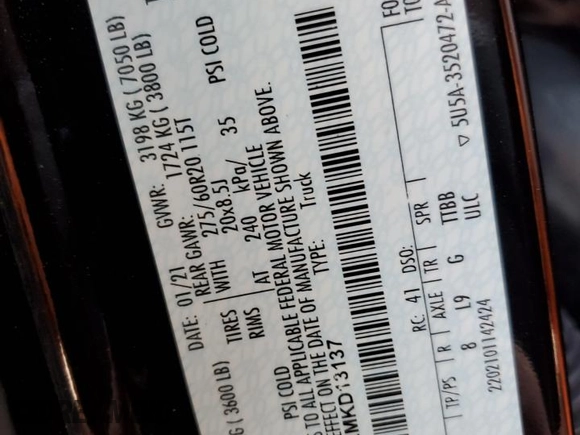 DATE: 01/21 GVWR: 3198 KG ( 7050 LB)
REAR GAWR: 1724 KG ( 3800 LB)
G ( 3600 LB) TIRES WITH 275/60R20 115T
RIMS 20x8.5J
PSI COLD AT 240 kPa/ 35 PSI COLD
TO ALL APPLICABLE FEDERAL MOTOR VEHICLE
EFFECT ON THE DATE OF MANUFACTURE SHOWN ABOVE.
MKD13137 TYPE: Truck
RC: 41 DSO: FO
TO
TP/PS R AXLE TR SPR
8 L9 G TTBB
ULC
2202101142424 ▽ 5U5A-3520472-A